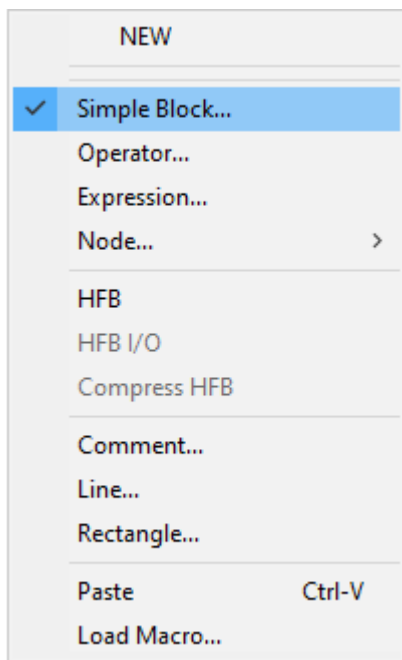 NEW
Simple Block...
Operator...
Expression...
Node...
HFB
HFB I/O
Compress HFB
Comment...
Line...
Rectangle...
Paste Ctrl-V
Load Macro...